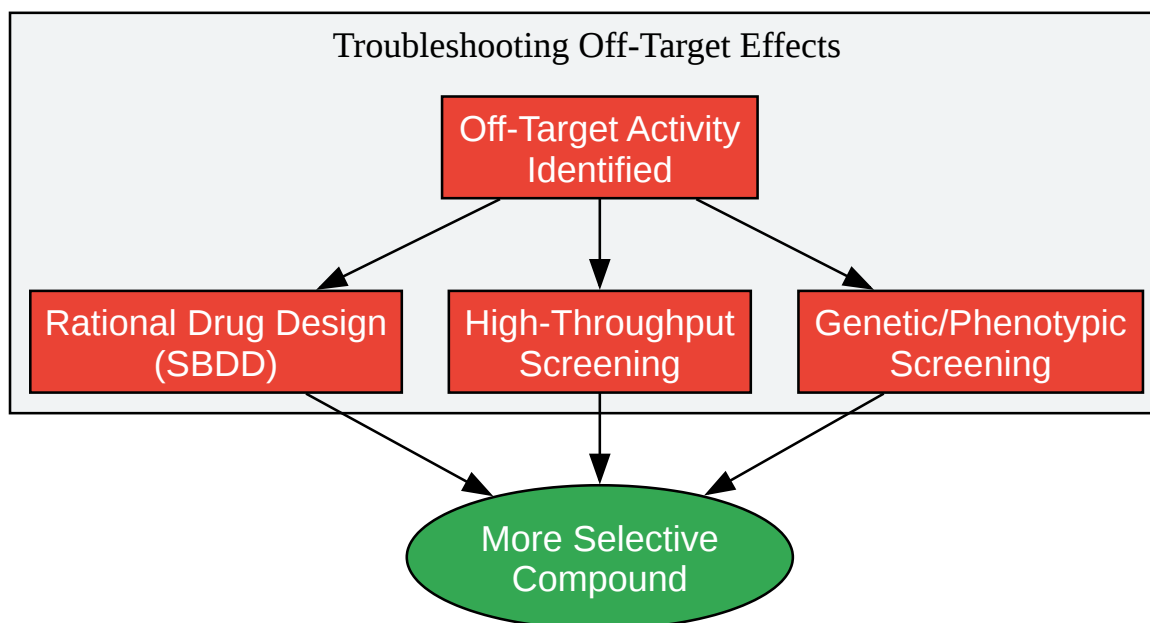 Troubleshooting Off-Target Effects
Off-Target Activity
Identified
Rational Drug Design
(SBDD)
High-Throughput
Screening
Genetic/Phenotypic
Screening
More Selective
Compound